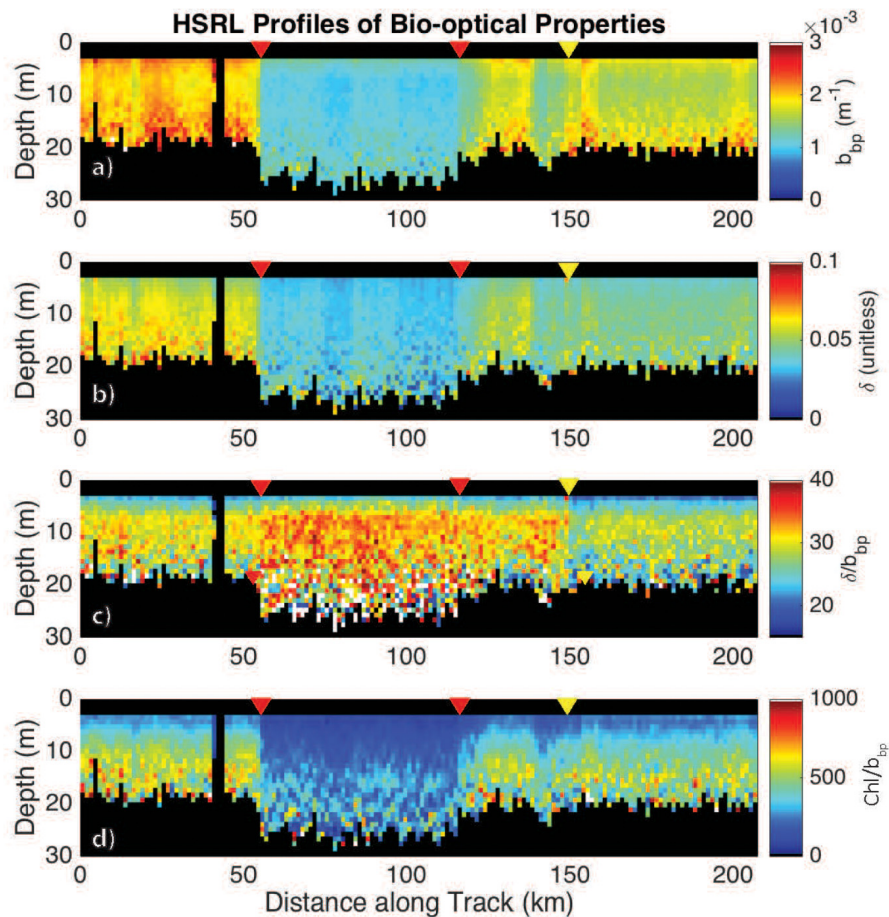 HSRL Profiles of Bio-optical Properties
×10⁻³
0
10
20
30
Depth (m)
a)
0 50 100 150 200
3
2
1
0
b_bp (m⁻¹)
0
10
20
30
Depth (m)
b)
0 50 100 150 200
0.1
0.05
0
δ (unitless)
0
10
20
30
Depth (m)
c)
0 50 100 150 200
40
30
20
δ/b_bp
0
10
20
30
Depth (m)
d)
0 50 100 150 200
1000
500
0
Chl/b_bp
Distance along Track (km)